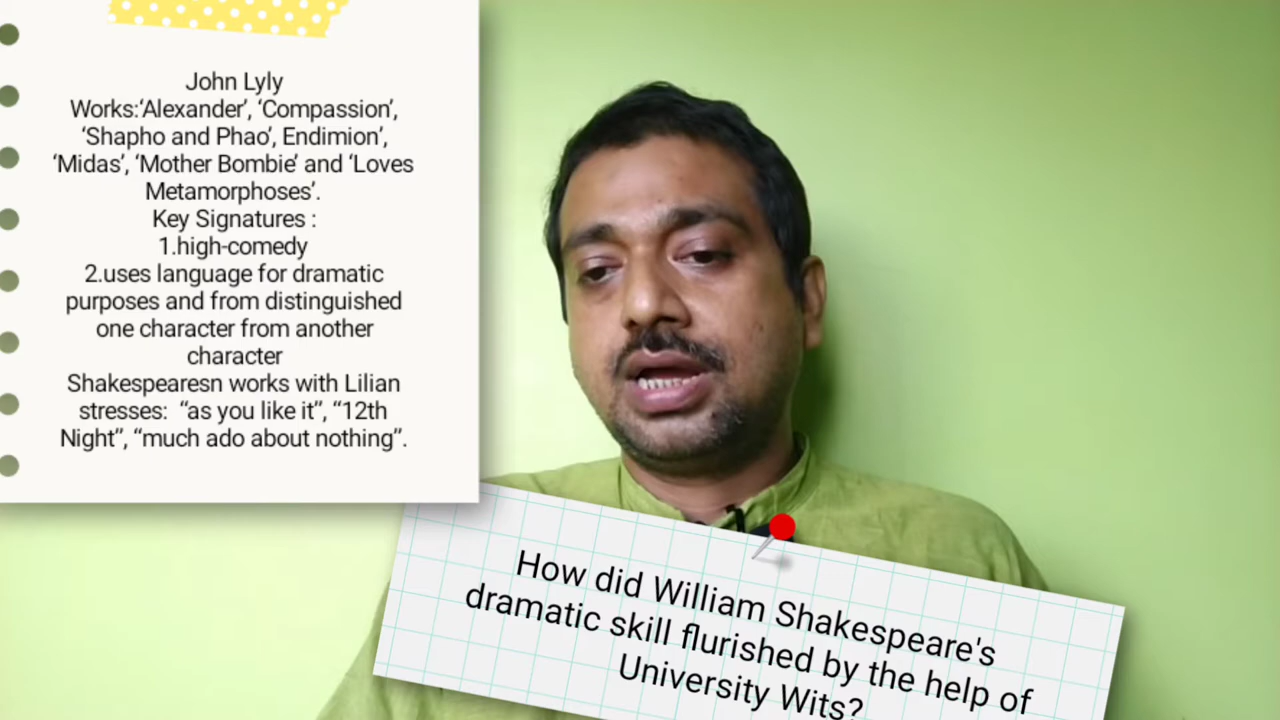 John Lyly
Works:‘Alexander’, ‘Compassion’,
‘Shapho and Phao’, Endimion’,
‘Midas’, ‘Mother Bombie’ and ‘Loves
Metamorphoses’.
Key Signatures :
1.high-comedy
2.uses language for dramatic
purposes and from distinguished
one character from another
character
Shakespearesn works with Lilian
stresses:  “as you like it”, “12th
Night”, “much ado about nothing”.
How did William Shakespeare's
dramatic skill flurished by the help of
University Wits?